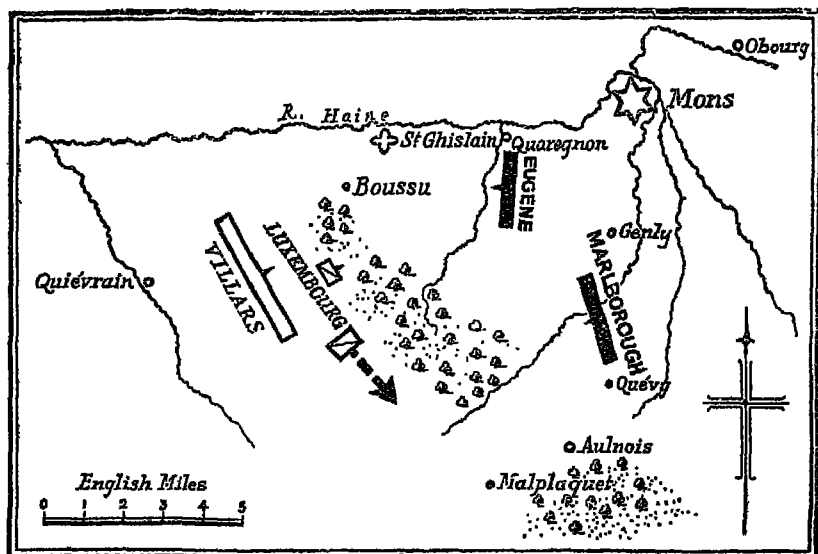 Obourg
Mons
R. Haine
St Ghislain
Quaregnon
EUGÈNE
Boussu
Genly
LUXEMBOURG
VILLARS
MARLBOROUGH
Quiévrain
Quévy
Aulnois
Malplaquet
English Miles
0 1 2 3 4 5